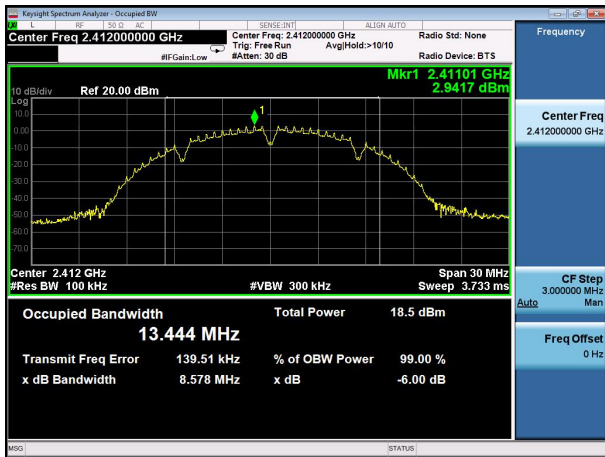 Keysight Spectrum Analyzer - Occupied BW
LXI L RF 50 Ω AC SENSE:INT ALIGN AUTO
Center Freq 2.412000000 GHz
#IFGain:Low
Center Freq: 2.412000000 GHz
Trig: Free Run Avg|Hold:>10/10
#Atten: 30 dB
Radio Std: None
Radio Device: BTS
Frequency
Mkr1 2.41101 GHz
2.9417 dBm
10 dB/div Ref 20.00 dBm
Log
10.0
0.00
-10.0
-20.0
-30.0
-40.0
-50.0
-60.0
-70.0
1
Center 2.412 GHz Span 30 MHz
#Res BW 100 kHz #VBW 300 kHz Sweep 3.733 ms
Occupied Bandwidth Total Power 18.5 dBm
13.444 MHz
Transmit Freq Error 139.51 kHz % of OBW Power 99.00 %
x dB Bandwidth 8.578 MHz x dB -6.00 dB
Center Freq
2.412000000 GHz
CF Step
3.000000 MHz
Auto Man
Freq Offset
0 Hz
MSG STATUS